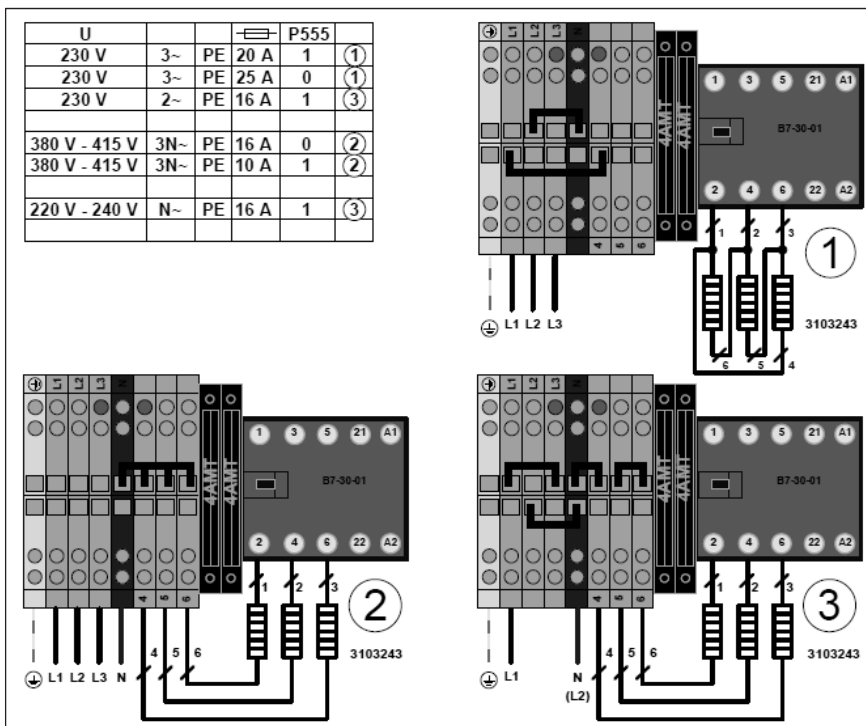 U P555
230 V 3~ PE 20 A 1 ①
230 V 3~ PE 25 A 0 ①
230 V 2~ PE 16 A 1 ③
380 V - 415 V 3N~ PE 16 A 0 ②
380 V - 415 V 3N~ PE 10 A 1 ②
220 V - 240 V N~ PE 16 A 1 ③
L1 L2 L3 N
4AMT 4AMT
1 3 5 21 A1
B7-30-01
2 4 6 22 A2
4 5 6
1 2 3
①
L1 L2 L3
3103243
6 5 4
L1 L2 L3 N
4AMT 4AMT
1 3 5 21 A1
B7-30-01
2 4 6 22 A2
4 5 6
1 2 3
②
4 5 6
3103243
L1 L2 L3 N
L1 L2 L3 N
4AMT 4AMT
1 3 5 21 A1
B7-30-01
2 4 6 22 A2
4 5 6
1 2 3
③
4 5 6
3103243
L1 N
(L2)